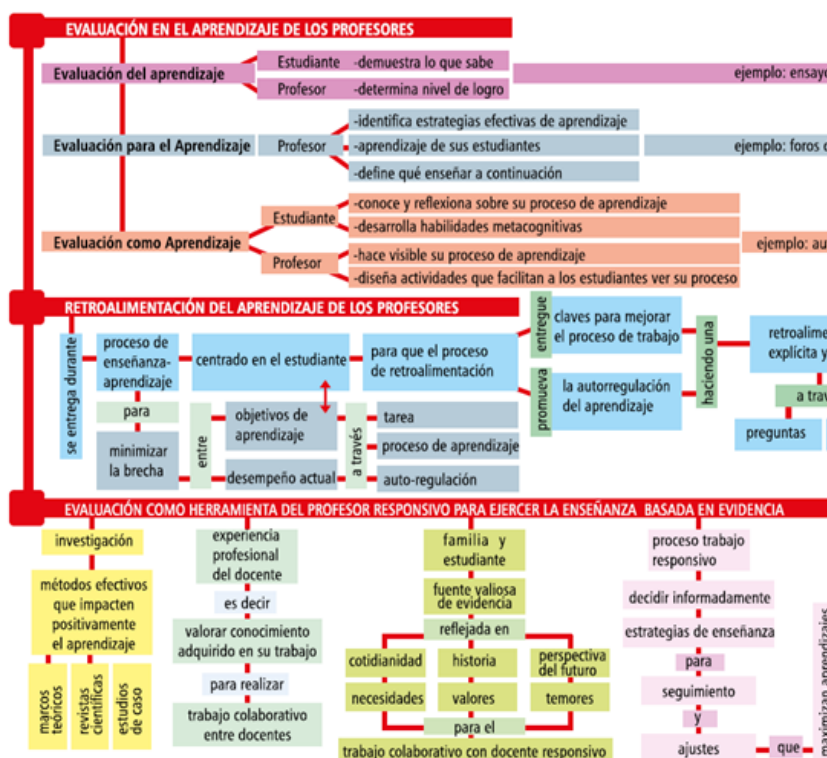 EVALUACIÓN EN EL APRENDIZAJE DE LOS PROFESORES
Evaluación del aprendizaje
Estudiante -demuestra lo que sabe
Profesor -determina nivel de logro
ejemplo: ensayo
Evaluación para el Aprendizaje
Profesor
-identifica estrategias efectivas de aprendizaje
-aprendizaje de sus estudiantes
-define qué enseñar a continuación
ejemplo: foros
Evaluación como Aprendizaje
Estudiante
-conoce y reflexiona sobre su proceso de aprendizaje
-desarrolla habilidades metacognitivas
Profesor
-hace visible su proceso de aprendizaje
-diseña actividades que facilitan a los estudiantes ver su proceso
ejemplo:
RETROALIMENTACIÓN DEL APRENDIZAJE DE LOS PROFESORES
se entrega durante
proceso de
enseñanza-
aprendizaje
para
minimizar
la brecha
entre
centrado en el estudiante
objetivos de
aprendizaje
desempeño actual
a través
tarea
proceso de aprendizaje
auto-regulación
para que el proceso
de retroalimentación
entregue
claves para mejorar
el proceso de trabajo
promueva
la autorregulación
del aprendizaje
haciendo una
explícita y
preguntas
EVALUACIÓN COMO HERRAMIENTA DEL PROFESOR RESPONSIVO PARA EJERCER LA ENSEÑANZA BASADA EN EVIDENCIA
investigación
métodos efectivos
que impacten
positivamente
el aprendizaje
marcos
teóricos
revistas
científicas
estudios
de caso
experiencia
profesional
del docente
es decir
valorar conocimiento
adquirido en su trabajo
para realizar
trabajo colaborativo
entre docentes
familia y
estudiante
fuente valiosa
de evidencia
reflejada en
cotidianidad
historia
perspectiva
del futuro
necesidades
valores
temores
para el
trabajo colaborativo con docente responsivo
proceso trabajo
responsivo
decidir informadamente
estrategias de enseñanza
para
seguimiento
y
ajustes
que
maximizan aprendizajes